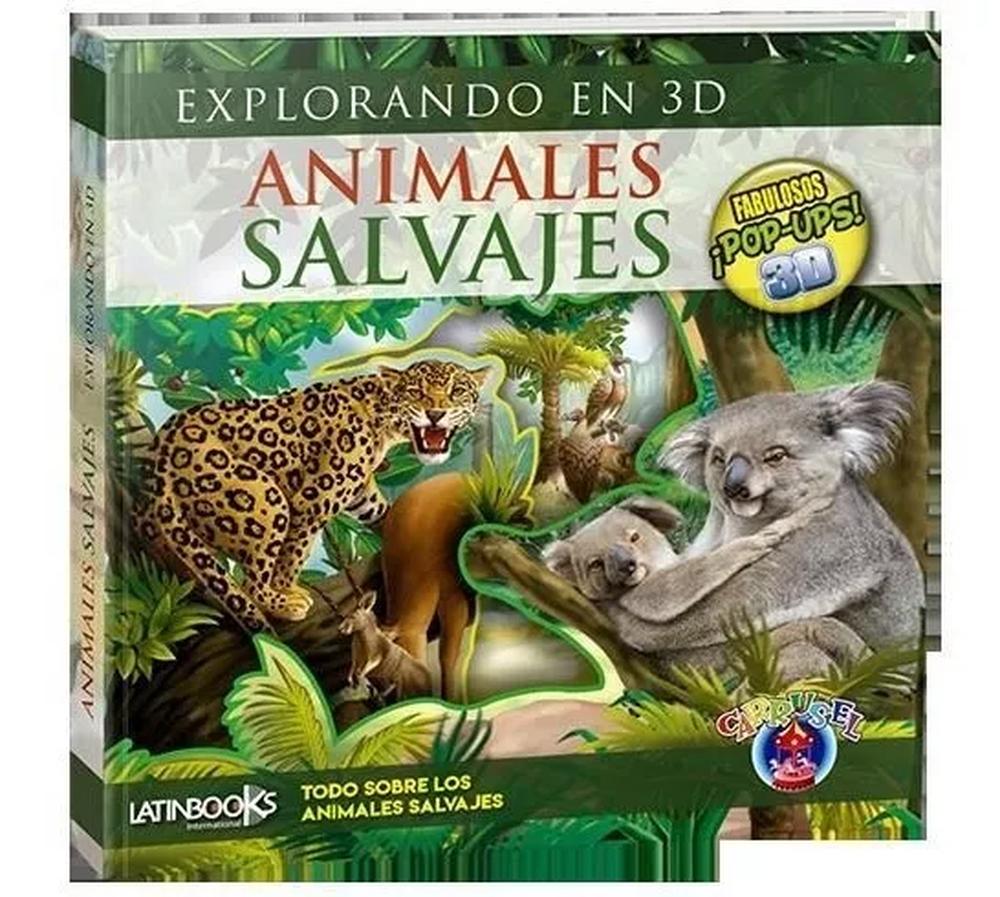 EXPLORANDO EN 3D
ANIMALES
SALVAJES
FABULOSOS
¡POP-UPS!
3D
ANIMALES SALVAJES EXPLORANDO EN 3D
CARRUSEL
LATINBOOKS
International
TODO SOBRE LOS
ANIMALES SALVAJES